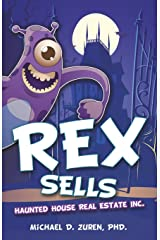 REX
SELLS
HAUNTED HOUSE REAL ESTATE INC.
MICHAEL D. ZUREN, PHD.